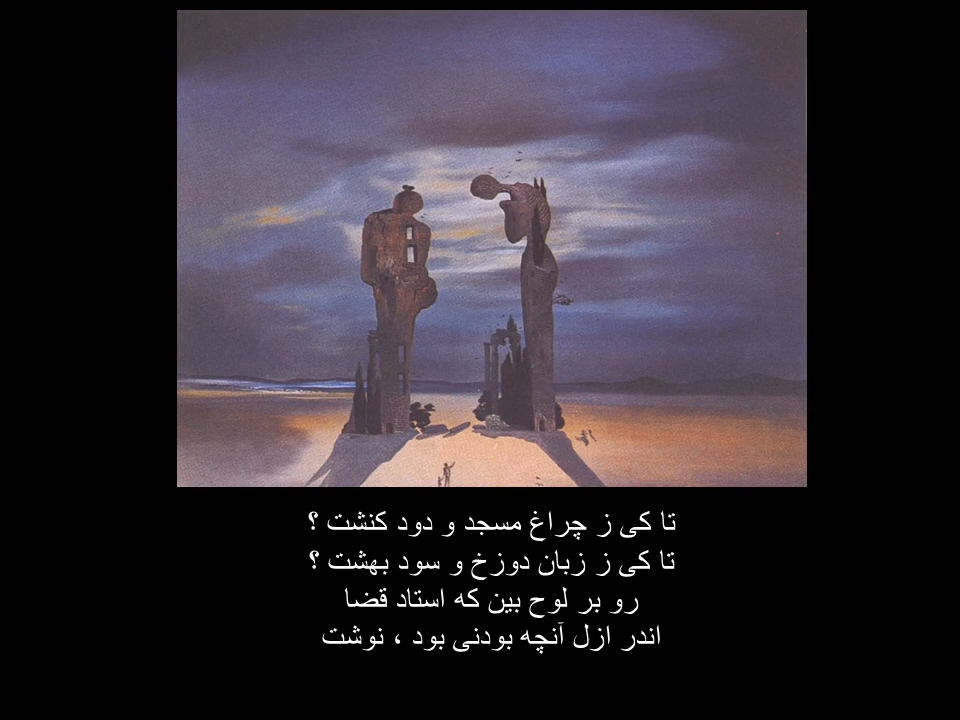 تا کی ز چراغ مسجد و دود کنشت ؟
تا کی ز زبان دوزخ و سود بهشت ؟
رو بر لوح بین که استاد قضا
اندر ازل آنچه بودنی بود ، نوشت